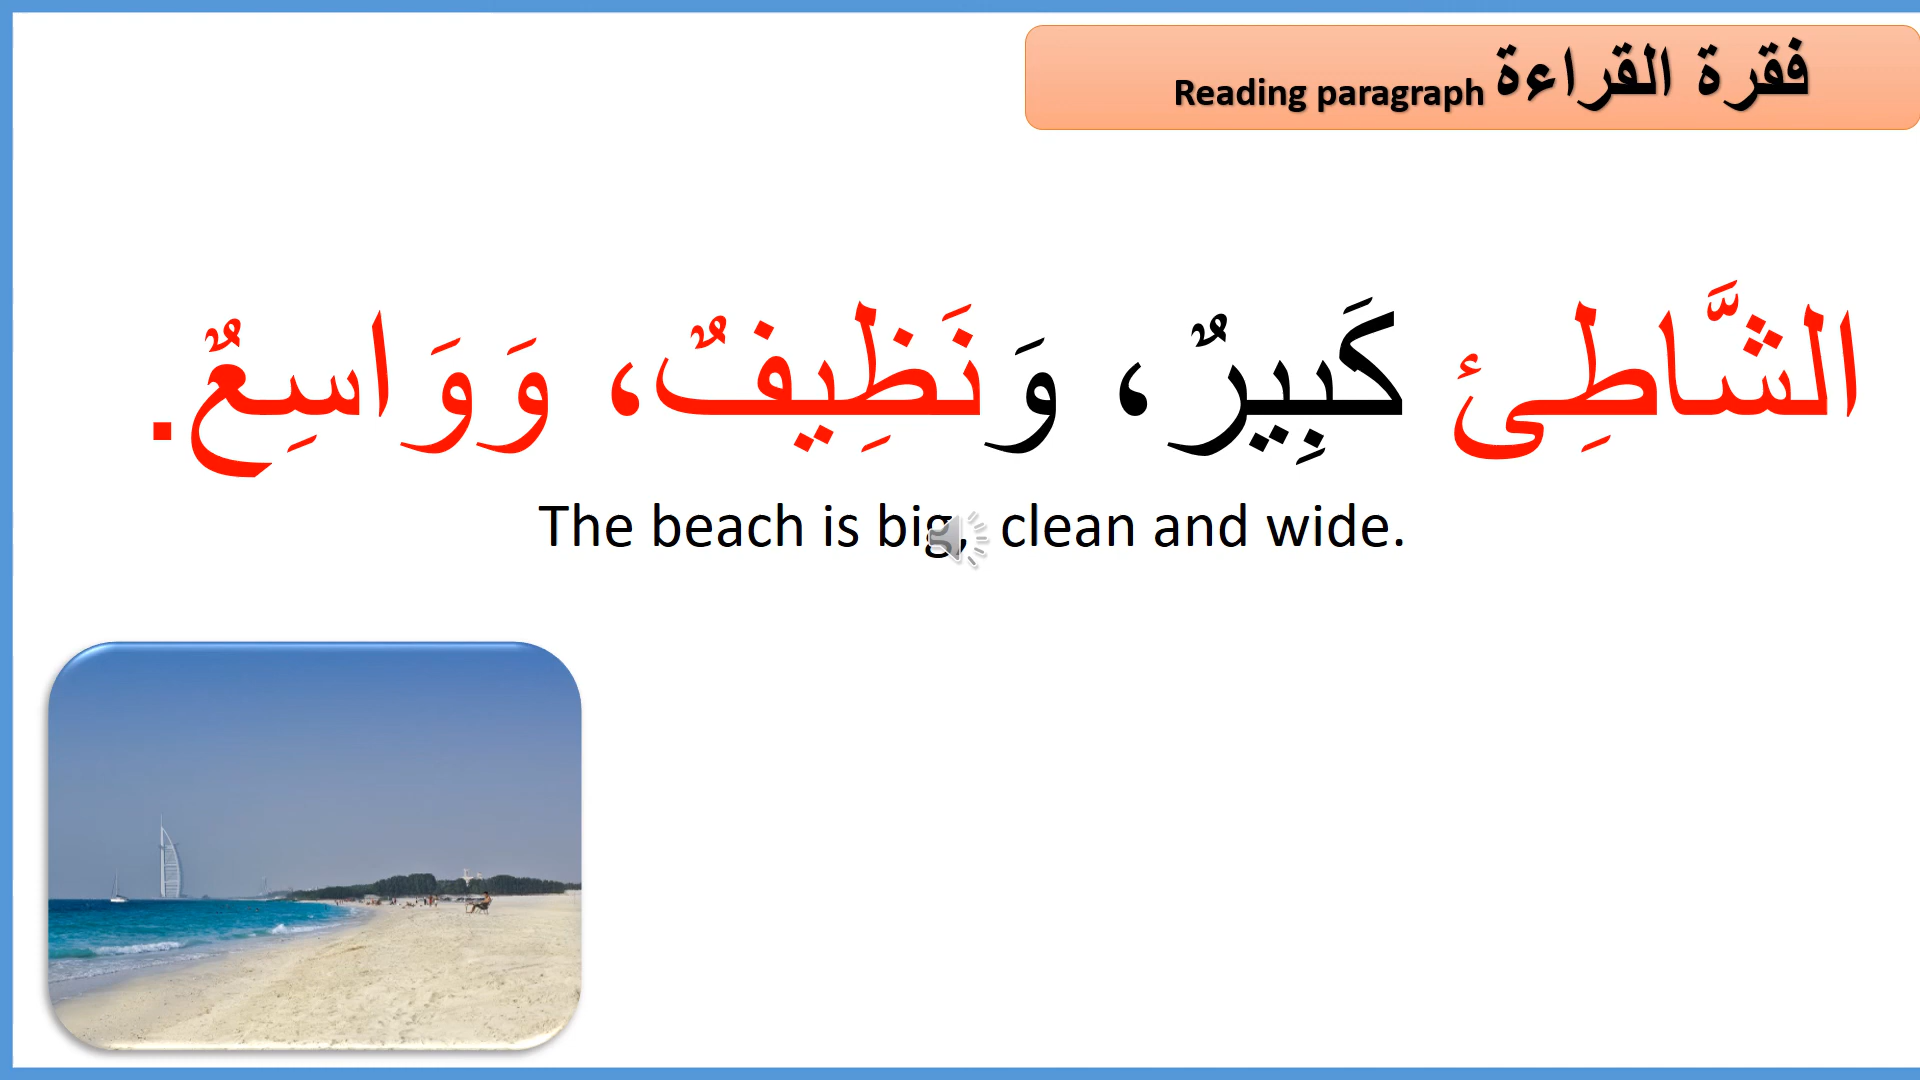 فقرة القراءة Reading paragraph
الشَّاطِئ كَبِيرٌ، وَنَظِيفٌ، وَوَاسِعٌ.
The beach is big, clean and wide.